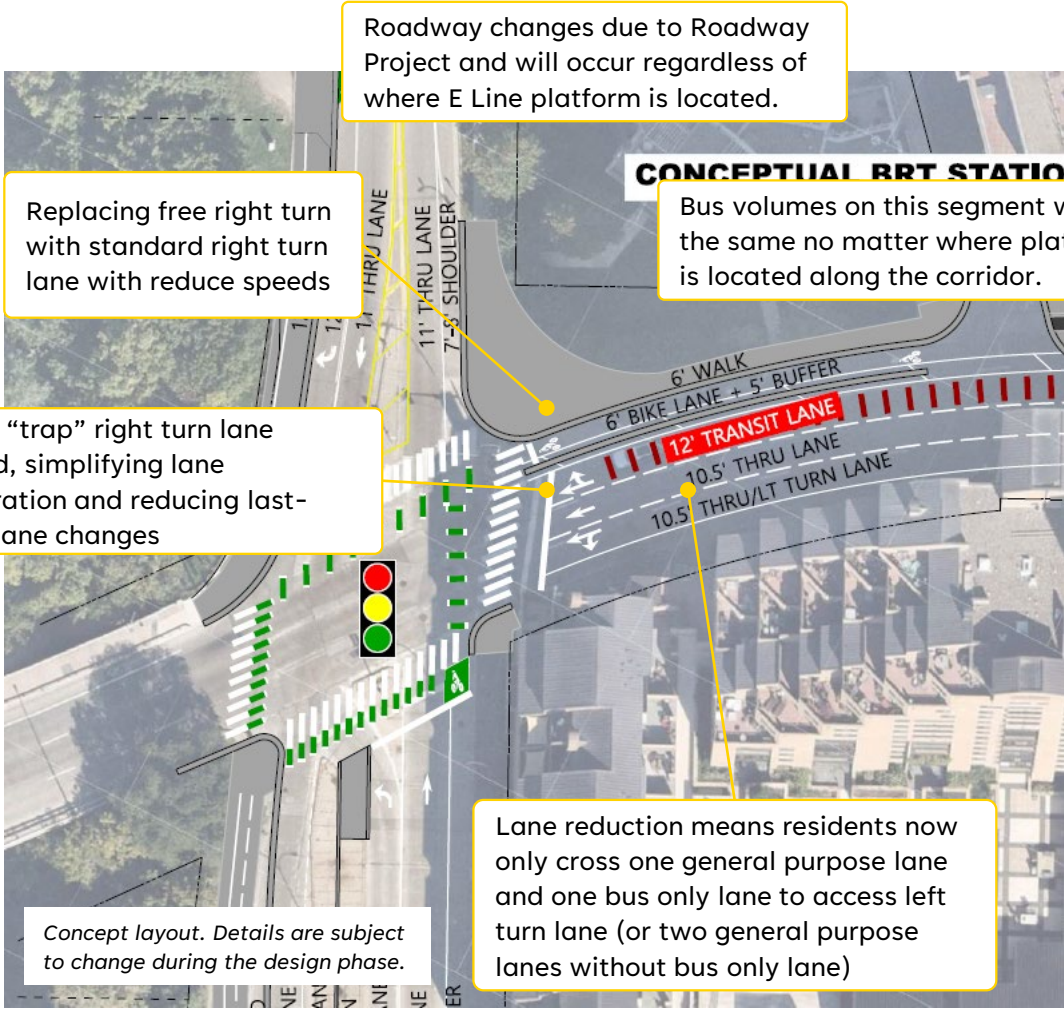 Roadway changes due to Roadway
Project and will occur regardless of
where E Line platform is located.
CONCEPTUAL BRT STATIO
Replacing free right turn
with standard right turn
lane with reduce speeds
Bus volumes on this segment w
the same no matter where plat
is located along the corridor.
11' THRU LANE
11' THRU LANE
7'-8' SHOULDER
6' WALK
6' BIKE LANE + 5' BUFFER
12' TRANSIT LANE
10.5' THRU LANE
10.5' THRU/LT TURN LANE
"trap" right turn lane
d, simplifying lane
ration and reducing last-
ane changes
Lane reduction means residents now
only cross one general purpose lane
and one bus only lane to access left
turn lane (or two general purpose
lanes without bus only lane)
Concept layout. Details are subject
to change during the design phase.